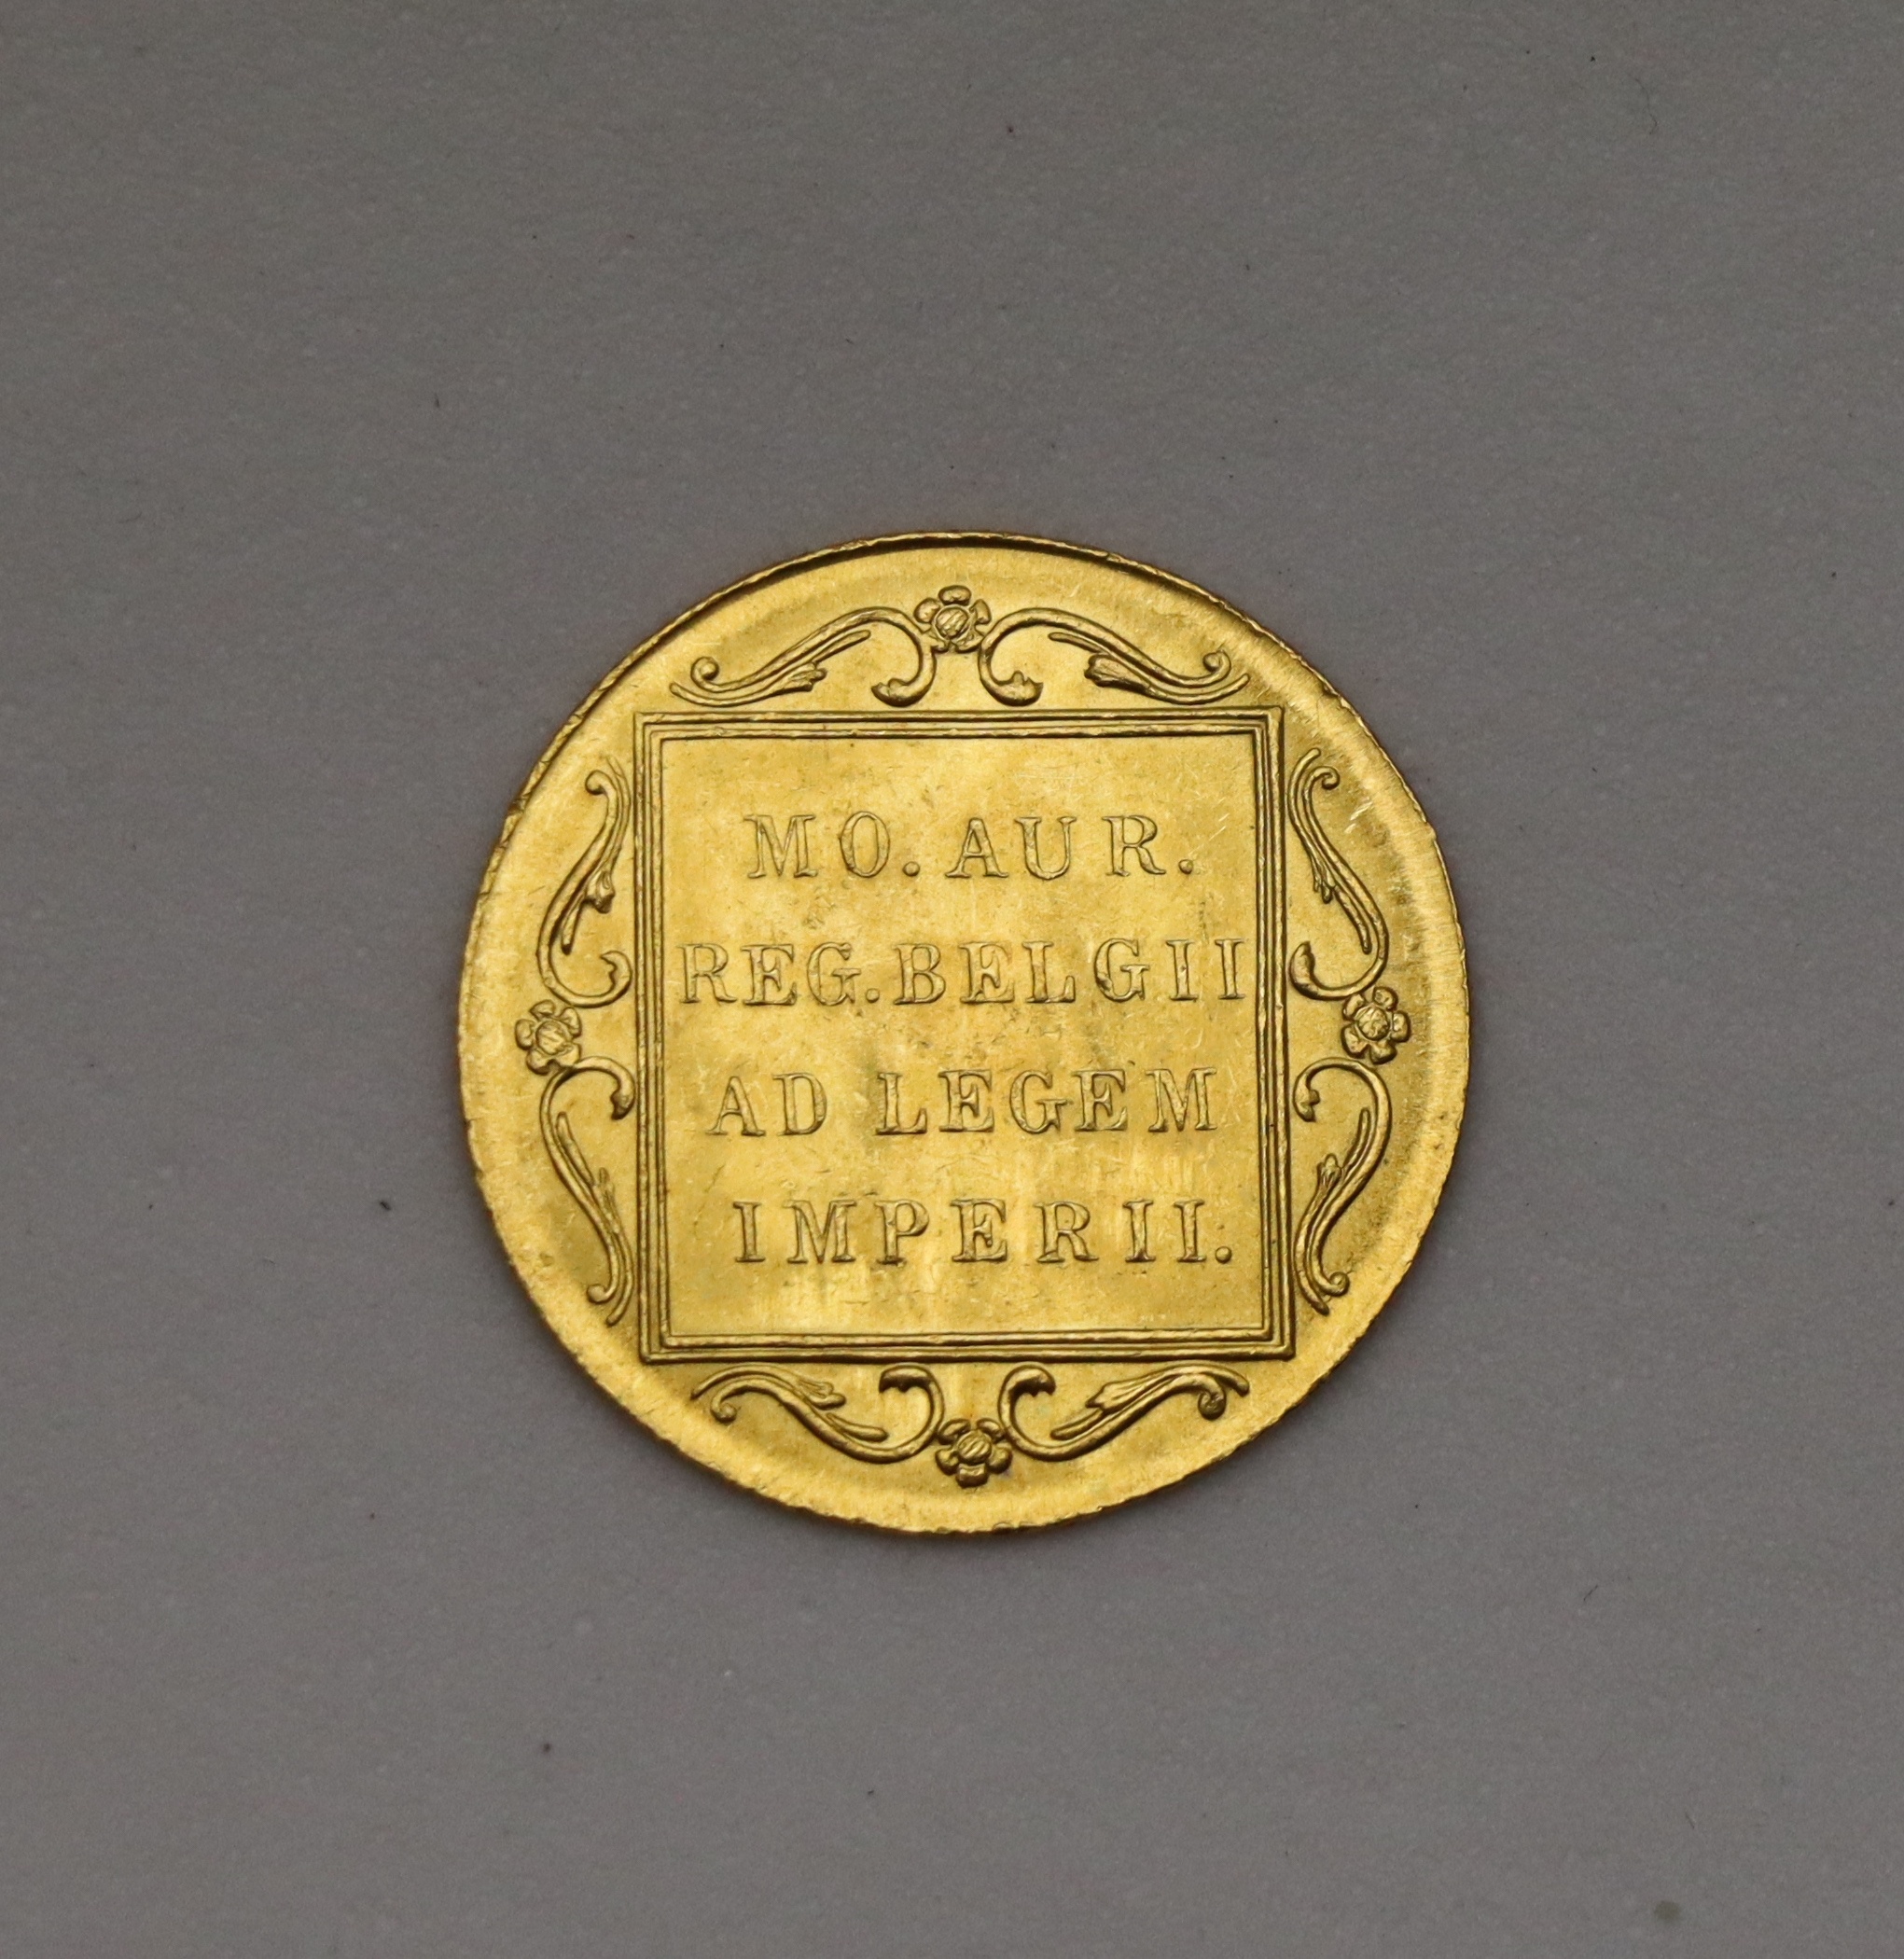 MO. AUR.
REG. BELGII
AD LEGEM
IMPERII.